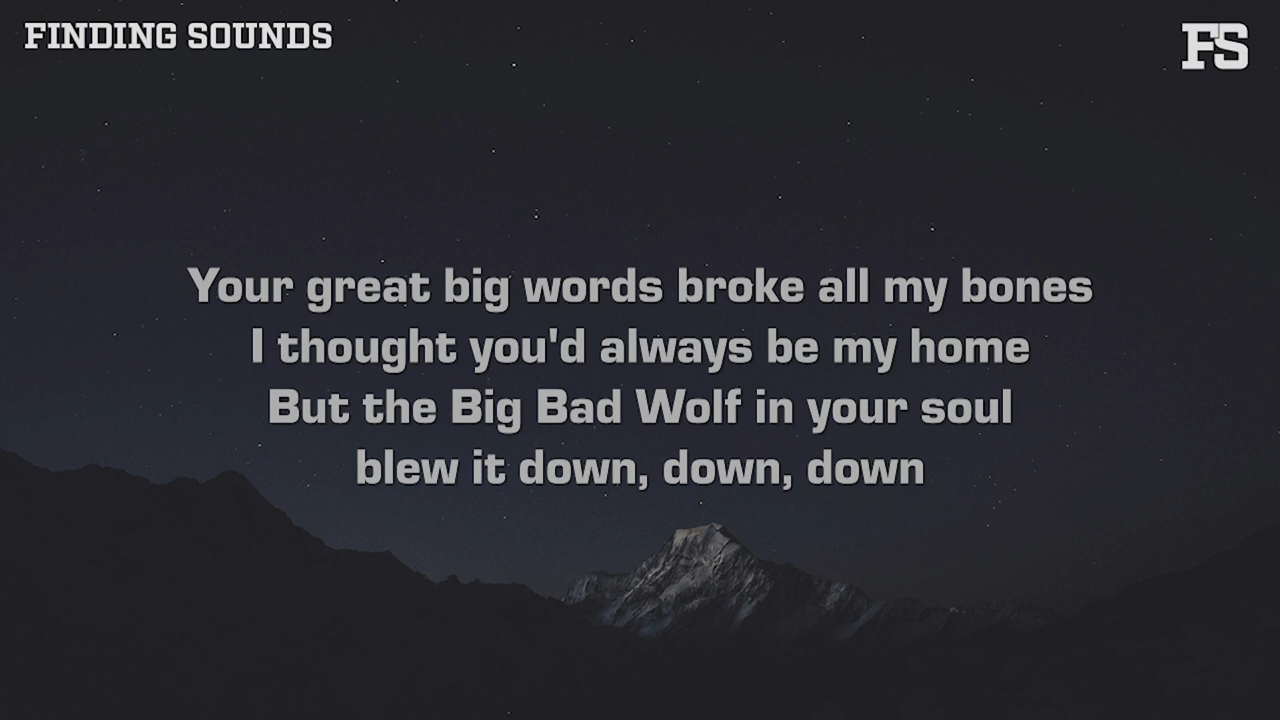 FINDING SOUNDS
FS
Your great big words broke all my bones
I thought you'd always be my home
But the Big Bad Wolf in your soul
blew it down, down, down